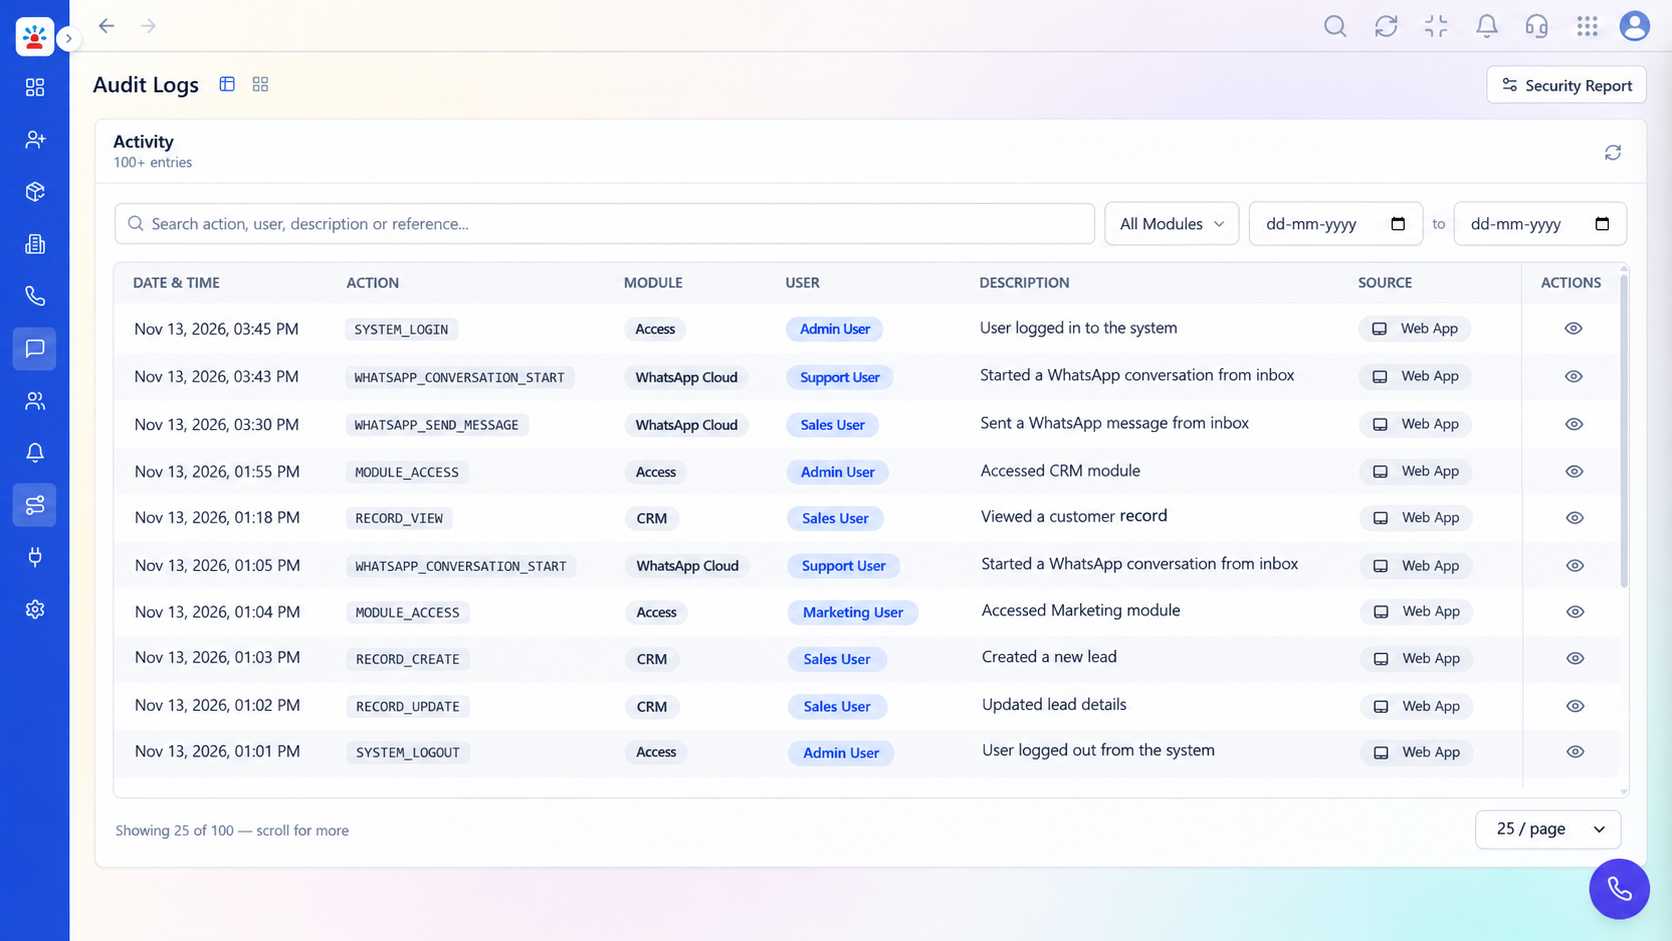 Audit Logs
Security Report
Activity
100+ entries
Search action, user, description or reference...
All Modules
dd-mm-yyyy to dd-mm-yyyy
DATE & TIME ACTION MODULE USER DESCRIPTION SOURCE ACTIONS
Nov 13, 2026, 03:45 PM SYSTEM_LOGIN Access Admin User User logged in to the system Web App
Nov 13, 2026, 03:43 PM WHATSAPP_CONVERSATION_START WhatsApp Cloud Support User Started a WhatsApp conversation from inbox Web App
Nov 13, 2026, 03:30 PM WHATSAPP_SEND_MESSAGE WhatsApp Cloud Sales User Sent a WhatsApp message from inbox Web App
Nov 13, 2026, 01:55 PM MODULE_ACCESS Access Admin User Accessed CRM module Web App
Nov 13, 2026, 01:18 PM RECORD_VIEW CRM Sales User Viewed a customer record Web App
Nov 13, 2026, 01:05 PM WHATSAPP_CONVERSATION_START WhatsApp Cloud Support User Started a WhatsApp conversation from inbox Web App
Nov 13, 2026, 01:04 PM MODULE_ACCESS Access Marketing User Accessed Marketing module Web App
Nov 13, 2026, 01:03 PM RECORD_CREATE CRM Sales User Created a new lead Web App
Nov 13, 2026, 01:02 PM RECORD_UPDATE CRM Sales User Updated lead details Web App
Nov 13, 2026, 01:01 PM SYSTEM_LOGOUT Access Admin User User logged out from the system Web App
Showing 25 of 100 — scroll for more
25 / page